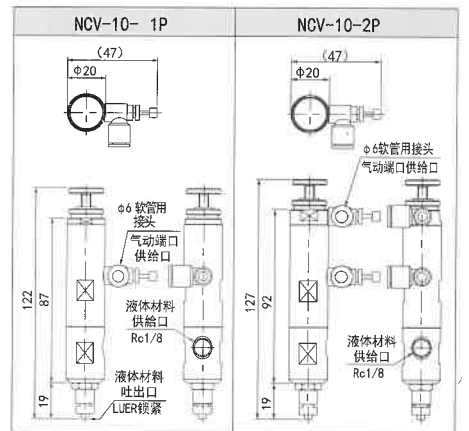 NCV-10- 1P
(47)
φ20
φ6 软管用
接头
气动端口
供给口
122
87
19
液体材料
供給口
Rc1/8
液体材料
吐出口
LUER锁紧
NCV-10-2P
(47)
φ20
φ6软管用接头
气动端口供给口
127
92
19
液体材料
供给口
Rc1/8